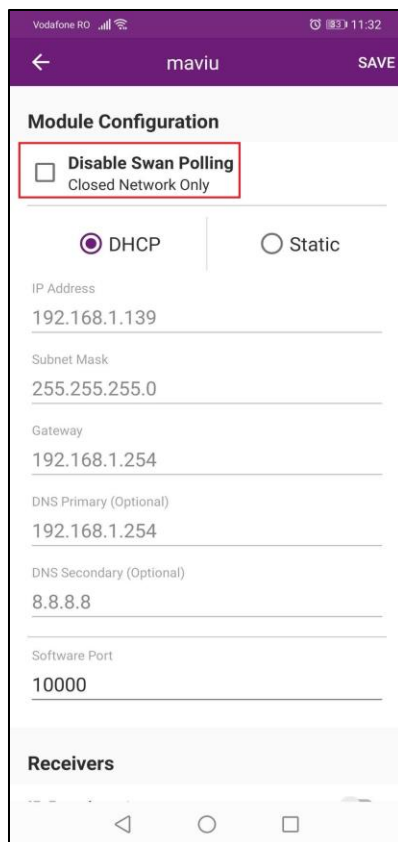 Vodafone RO 83 11:32
maviu SAVE
Module Configuration
Disable Swan Polling
Closed Network Only
DHCP Static
IP Address
192.168.1.139
Subnet Mask
255.255.255.0
Gateway
192.168.1.254
DNS Primary (Optional)
192.168.1.254
DNS Secondary (Optional)
8.8.8.8
Software Port
10000
Receivers